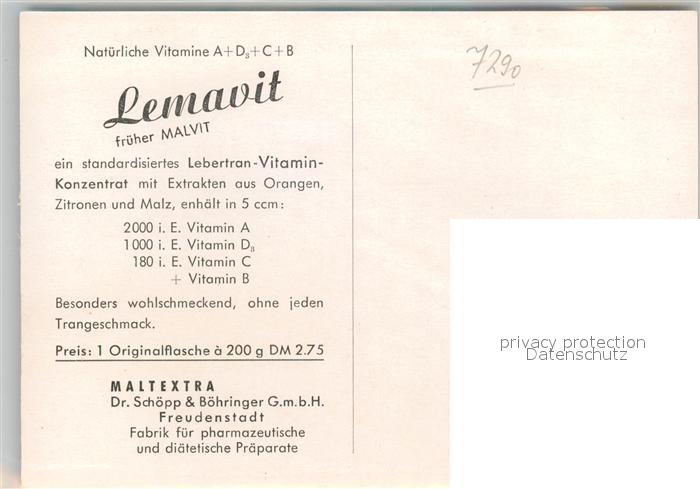 Natürliche Vitamine A+D₃+C+B
Lemavit
früher MALVIT
ein standardisiertes Lebertran-Vitamin-
Konzentrat mit Extrakten aus Orangen,
Zitronen und Malz, enhält in 5 ccm:
2000 i. E. Vitamin A
1000 i. E. Vitamin D₃
180 i. E. Vitamin C
+ Vitamin B
Besonders wohlschmeckend, ohne jeden
Trangeschmack.
Preis: 1 Originalflasche à 200 g DM 2.75
MALTEXTRA
Dr. Schöpp & Böhringer G.m.b.H.
Freudenstadt
Fabrik für pharmazeutische
und diätetische Präparate
7290
privacy protection
Datenschutz